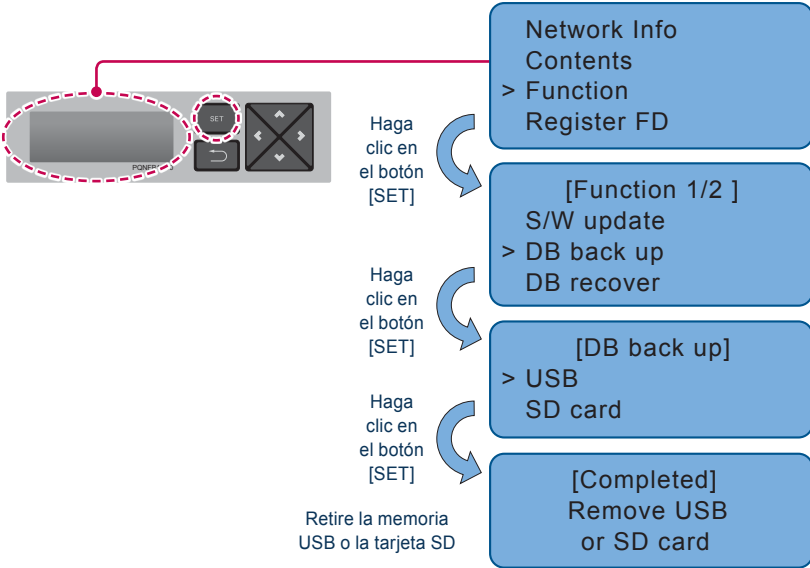 Network Info
Contents
> Function
Register FD
SET
Haga
clic en
el botón
[SET]
[Function 1/2 ]
S/W update
> DB back up
DB recover
Haga
clic en
el botón
[SET]
[DB back up]
> USB
SD card
Haga
clic en
el botón
[SET]
[Completed]
Remove USB
or SD card
Retire la memoria
USB o la tarjeta SD